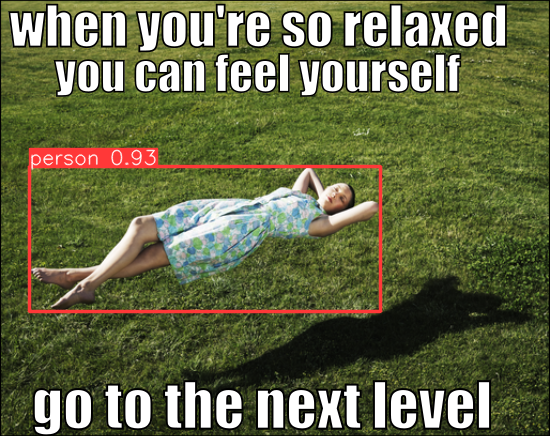 when you're so relaxed
you can feel yourself
person 0.93
go to the next level